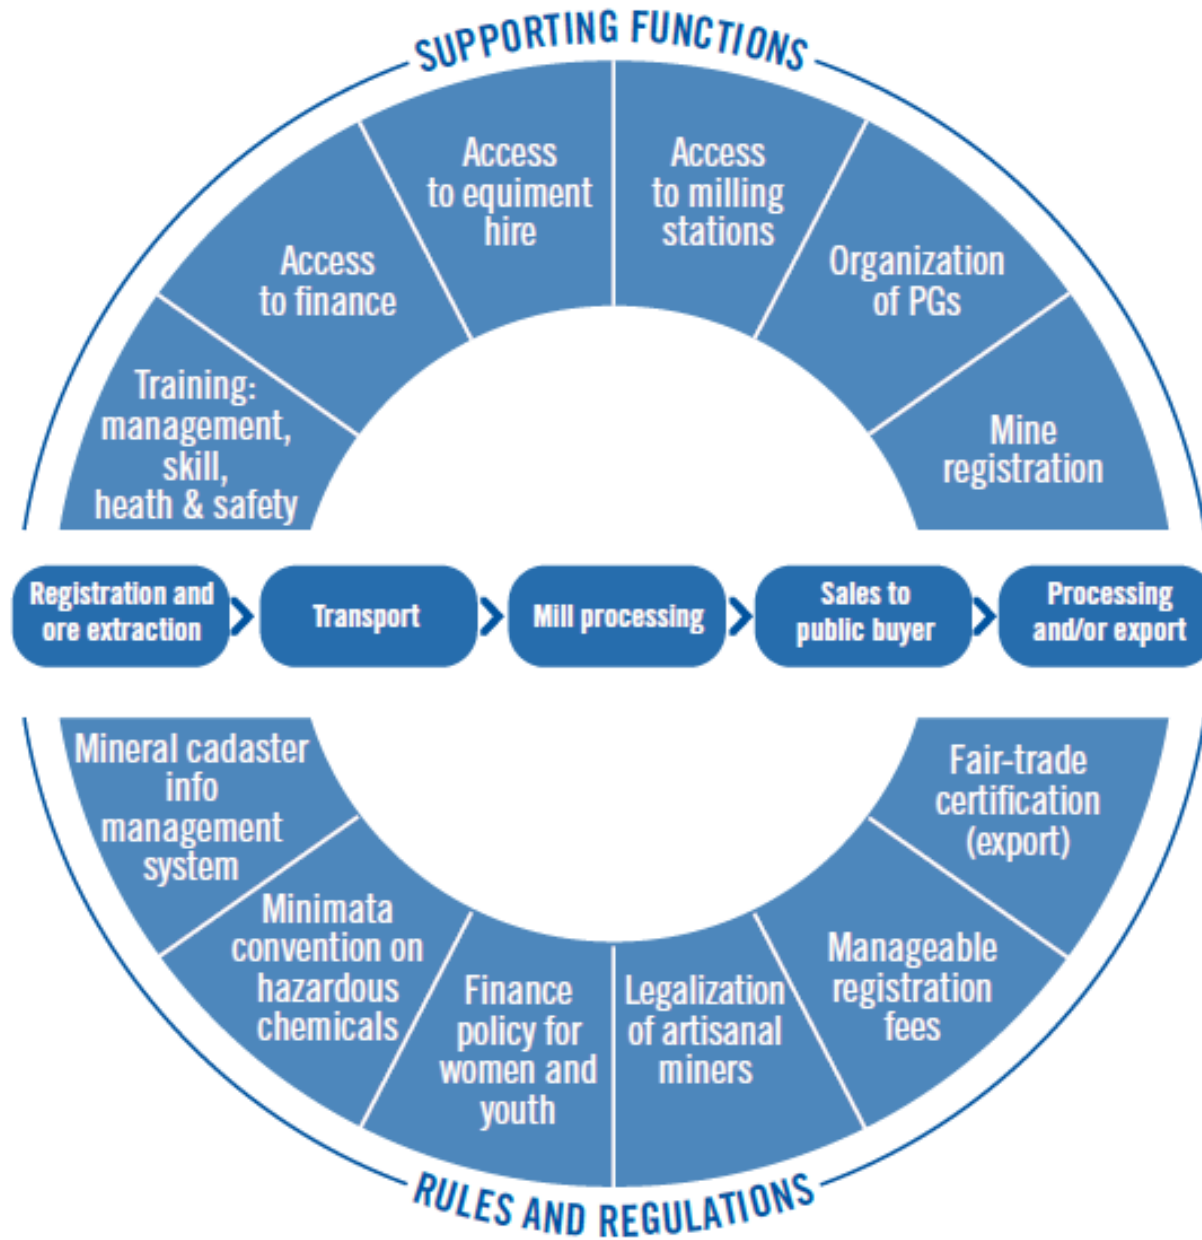 SUPPORTING FUNCTIONS
Training:
management,
skill,
heath & safety
Access
to finance
Access
to equiment
hire
Access
to milling
stations
Organization
of PGs
Mine
registration
Registration and
ore extraction
Transport
Mill processing
Sales to
public buyer
Processing
and/or export
Mineral cadaster
info
management
system
Minimata
convention on
hazardous
chemicals
Finance
policy for
women and
youth
Legalization
of artisanal
miners
Manageable
registration
fees
Fair-trade
certification
(export)
RULES AND REGULATIONS